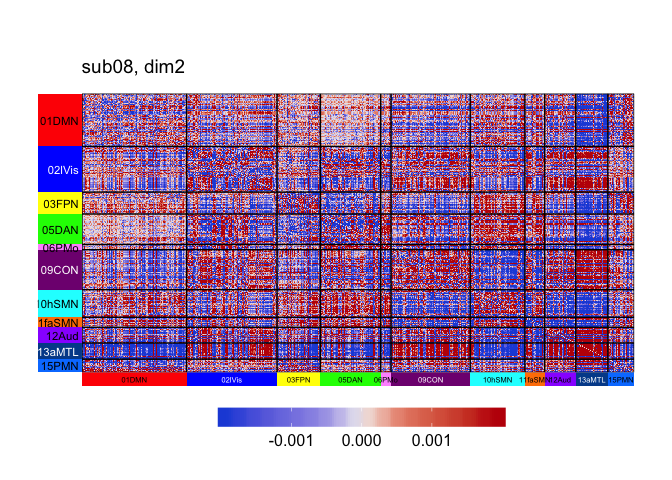 sub08, dim2
01DMN
02lVis
03FPN
05DAN
06PMo
09CON
10hSMN
1faSMN
12Aud
13aMTL
15PMN
01DMN
02lVis
03FPN
05DAN
06PMo
09CON
10hSMN
11faSMN
12Aud
13aMTL
15PMN
-0.001
0.000
0.001